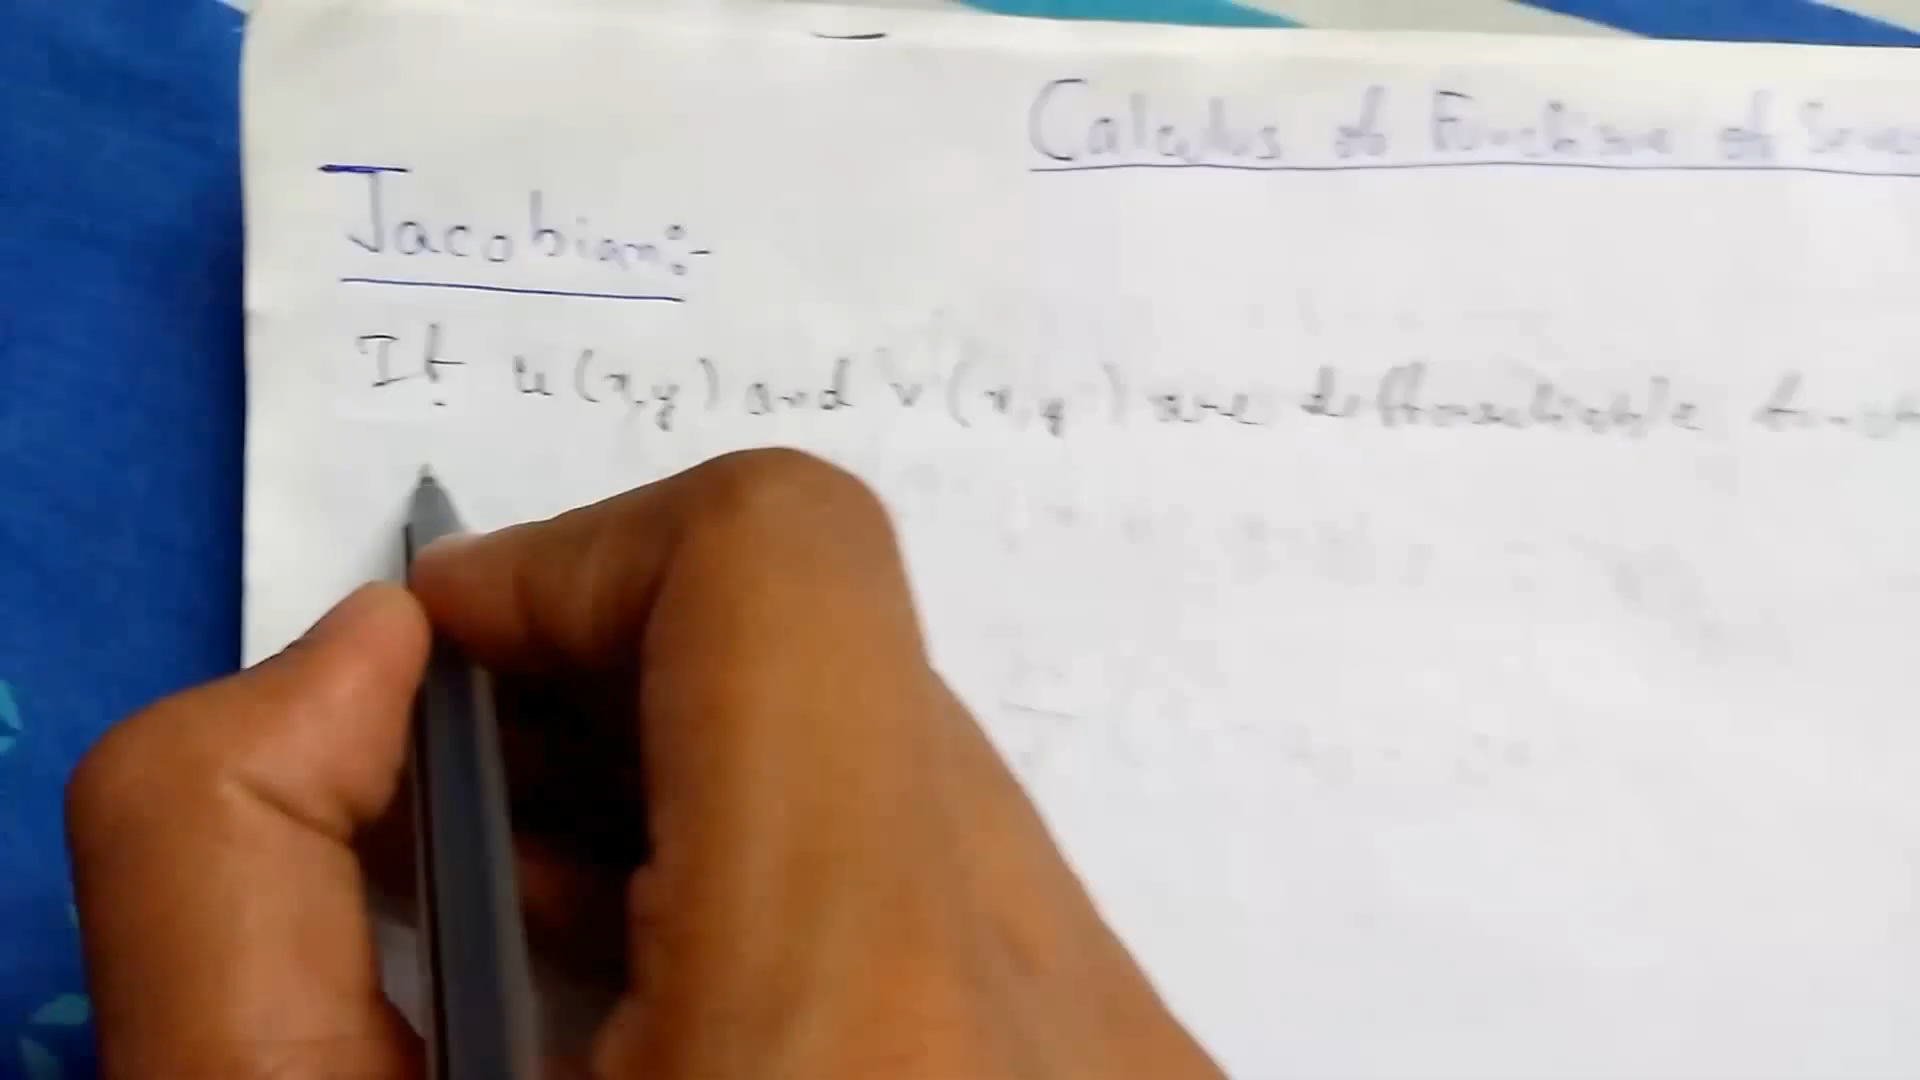 Calculus of Functions of
Jacobian:-
If u(x,y) and v(x,y) are differentiable